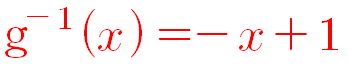 g⁻¹(x) =− x + 1